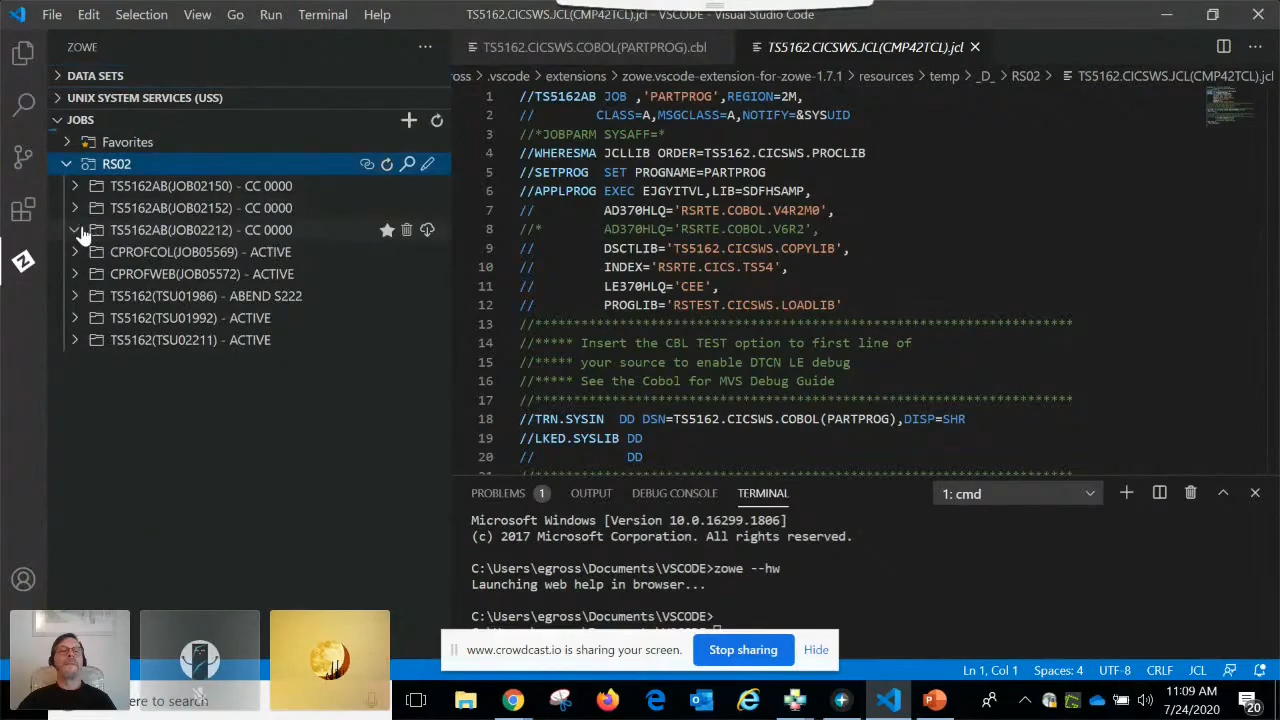 File Edit Selection View Go Run Terminal Help
TS5162.CICSWS.JCL(CMP42TCL).jcl - VSCODE - Visual Studio Code
ZOWE
DATA SETS
UNIX SYSTEM SERVICES (USS)
JOBS
Favorites
RS02
TS5162AB(JOB02150) - CC 0000
TS5162AB(JOB02152) - CC 0000
TS5162AB(JOB02212) - CC 0000
CPROFCOL(JOB05569) - ACTIVE
CPROFWEB(JOB05572) - ACTIVE
TS5162(TSU01986) - ABEND S222
TS5162(TSU01992) - ACTIVE
TS5162(TSU02211) - ACTIVE
TS5162.CICSWS.COBOL(PARTPROG).cbl
TS5162.CICSWS.JCL(CMP42TCL).jcl
ross > .vscode > extensions > zowe.vscode-extension-for-zowe-1.7.1 > resources > temp > _D_ > RS02 > TS5162.CICSWS.JCL(CMP42TCL).jcl
1 //TS5162AB JOB ,'PARTPROG',REGION=2M,
2 // CLASS=A,MSGCLASS=A,NOTIFY=&SYSUID
3 //*JOBPARM SYSAFF=*
4 //WHERESMA JCLLIB ORDER=TS5162.CICSWS.PROCLIB
5 //SETPROG SET PROGNAME=PARTPROG
6 //APPLPROG EXEC EJGYITVL,LIB=SDFHSAMP,
7 // AD370HLQ='RSRTE.COBOL.V4R2M0',
8 //* AD370HLQ='RSRTE.COBOL.V6R2',
9 // DSCTLIB='TS5162.CICSWS.COPYLIB',
10 // INDEX='RSRTE.CICS.TS54',
11 // LE370HLQ='CEE',
12 // PROGLIB='RSTEST.CICSWS.LOADLIB'
13 //*********************************************************************
14 //***** Insert the CBL TEST option to first line of
15 //***** your source to enable DTCN LE debug
16 //***** See the Cobol for MVS Debug Guide
17 //*********************************************************************
18 //TRN.SYSIN DD DSN=TS5162.CICSWS.COBOL(PARTPROG),DISP=SHR
19 //LKED.SYSLIB DD
20 // DD
PROBLEMS 1 OUTPUT DEBUG CONSOLE TERMINAL
1: cmd
Microsoft Windows [Version 10.0.16299.1806]
(c) 2017 Microsoft Corporation. All rights reserved.
C:\Users\egross\Documents\VSCODE>zowe --hw
Launching web help in browser...
C:\Users\egross\Documents\VSCODE>
www.crowdcast.io is sharing your screen.
Stop sharing
Hide
Ln 1, Col 1 Spaces: 4 UTF-8 CRLF JCL
ere to search
11:09 AM
7/24/2020
20